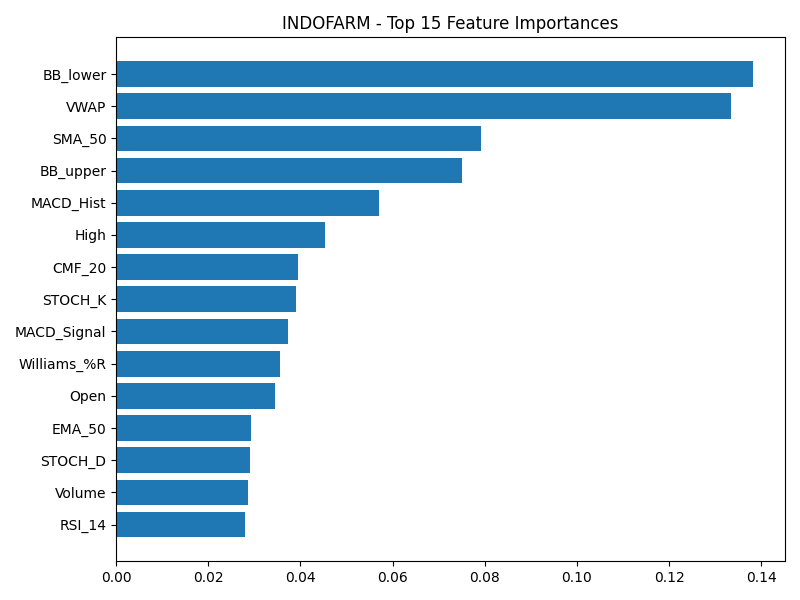 INDOFARM - Top 15 Feature Importances
BB_lower
VWAP
SMA_50
BB_upper
MACD_Hist
High
CMF_20
STOCH_K
MACD_Signal
Williams_%R
Open
EMA_50
STOCH_D
Volume
RSI_14
0.00 0.02 0.04 0.06 0.08 0.10 0.12 0.14